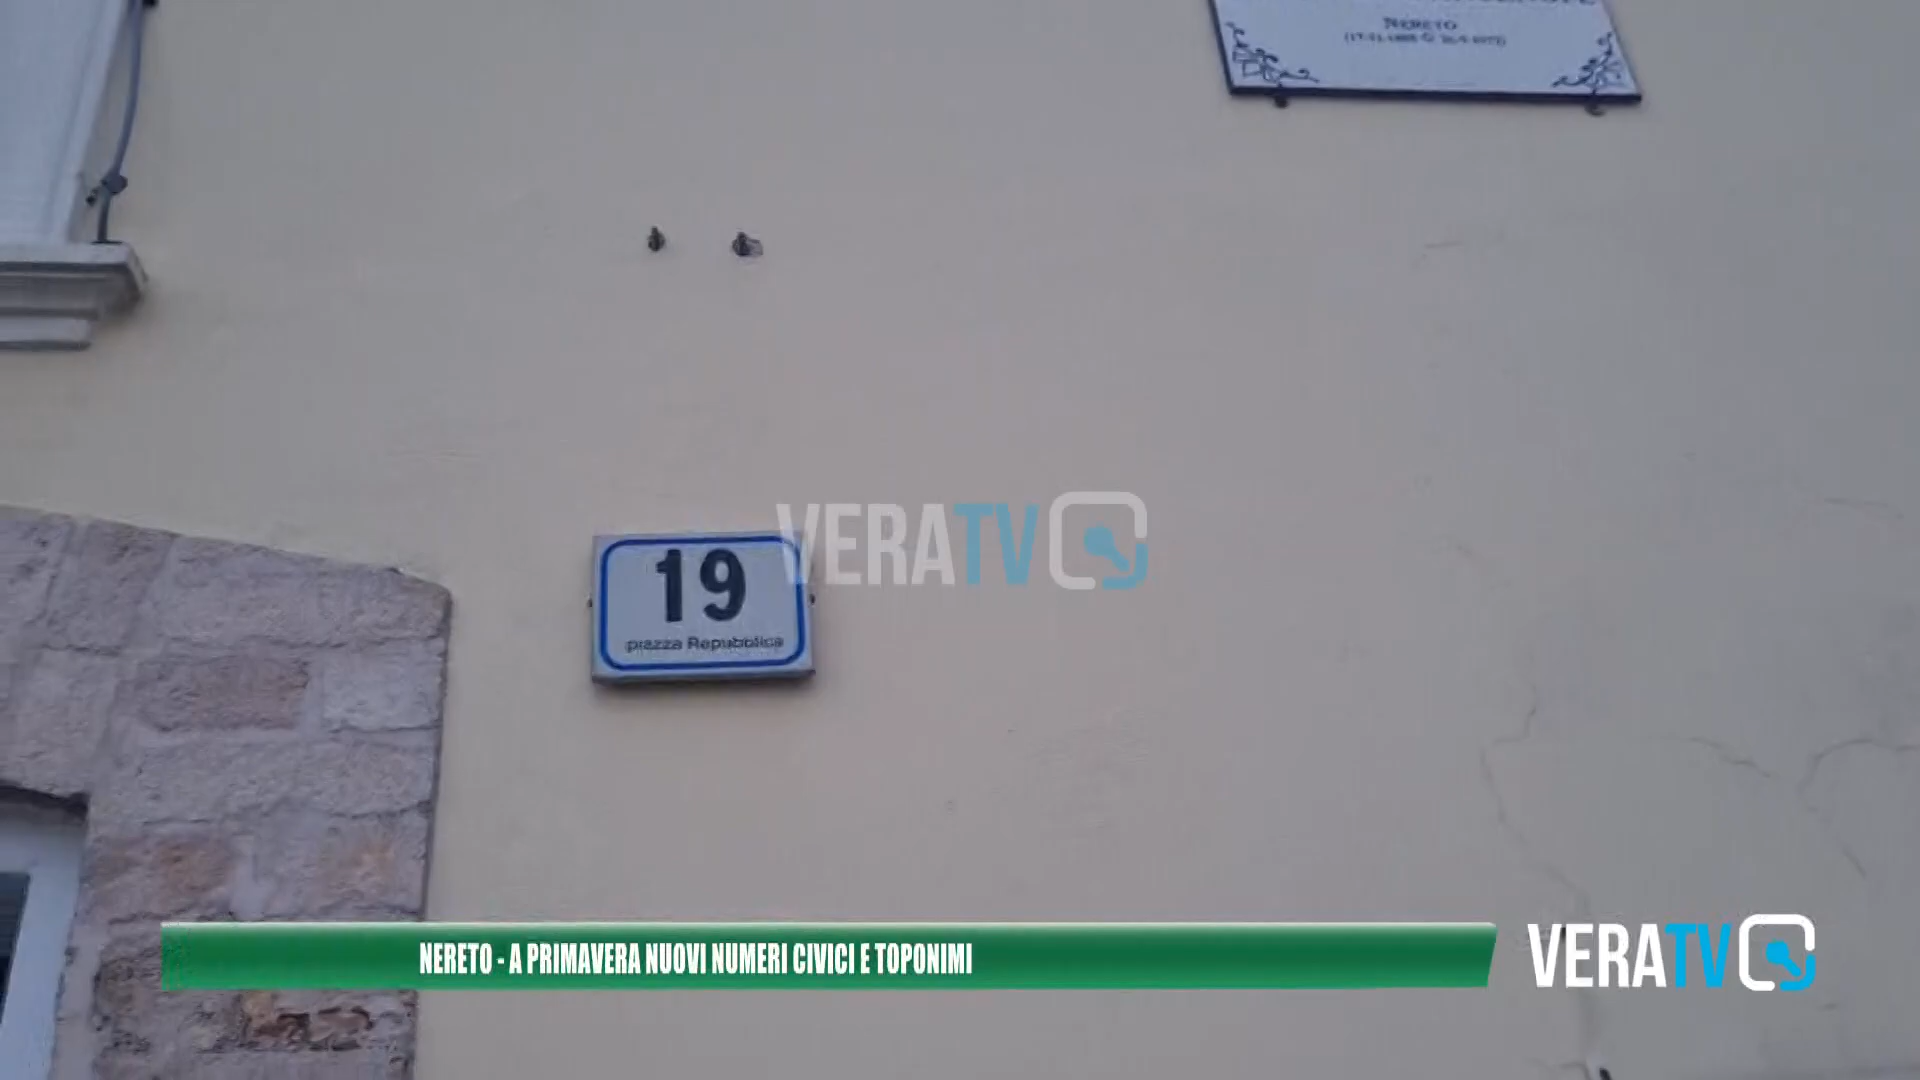 NERETO
19
piazza Repubblica
VERATV
NERETO - A PRIMAVERA NUOVI NUMERI CIVICI E TOPONIMI
VERATV